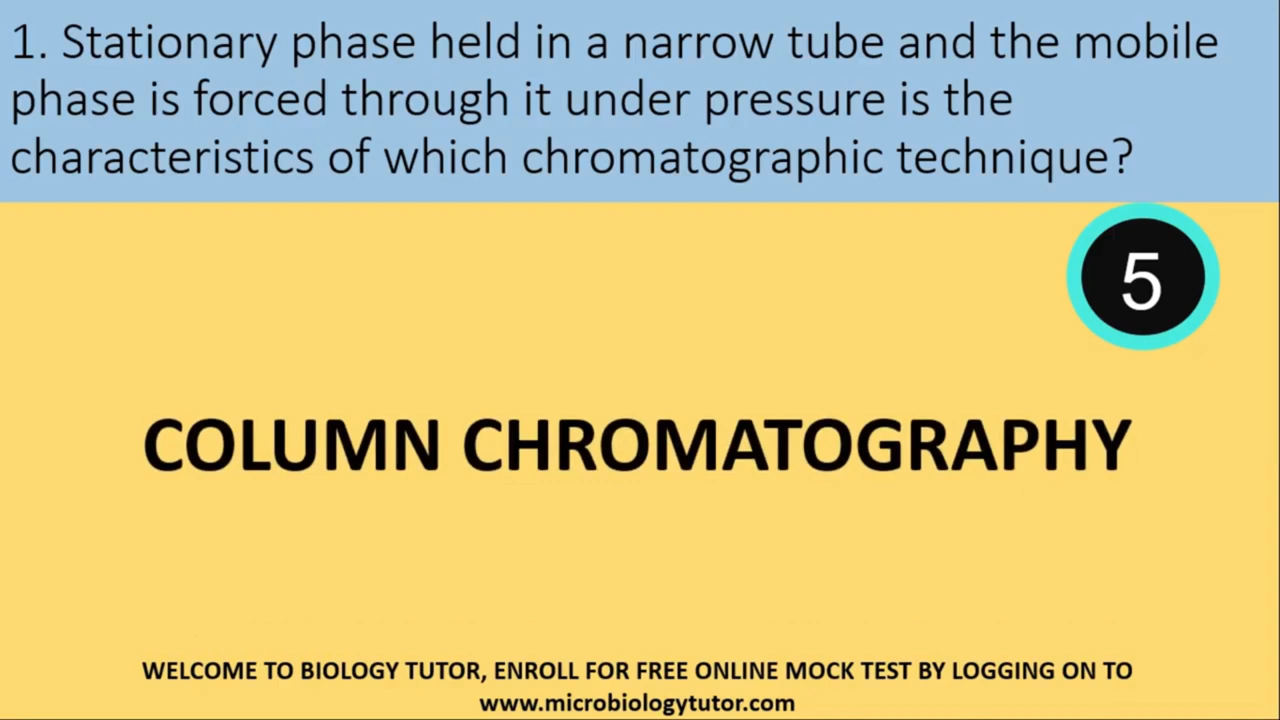 1. Stationary phase held in a narrow tube and the mobile
phase is forced through it under pressure is the
characteristics of which chromatographic technique?
5
COLUMN CHROMATOGRAPHY
WELCOME TO BIOLOGY TUTOR, ENROLL FOR FREE ONLINE MOCK TEST BY LOGGING ON TO
www.microbiologytutor.com